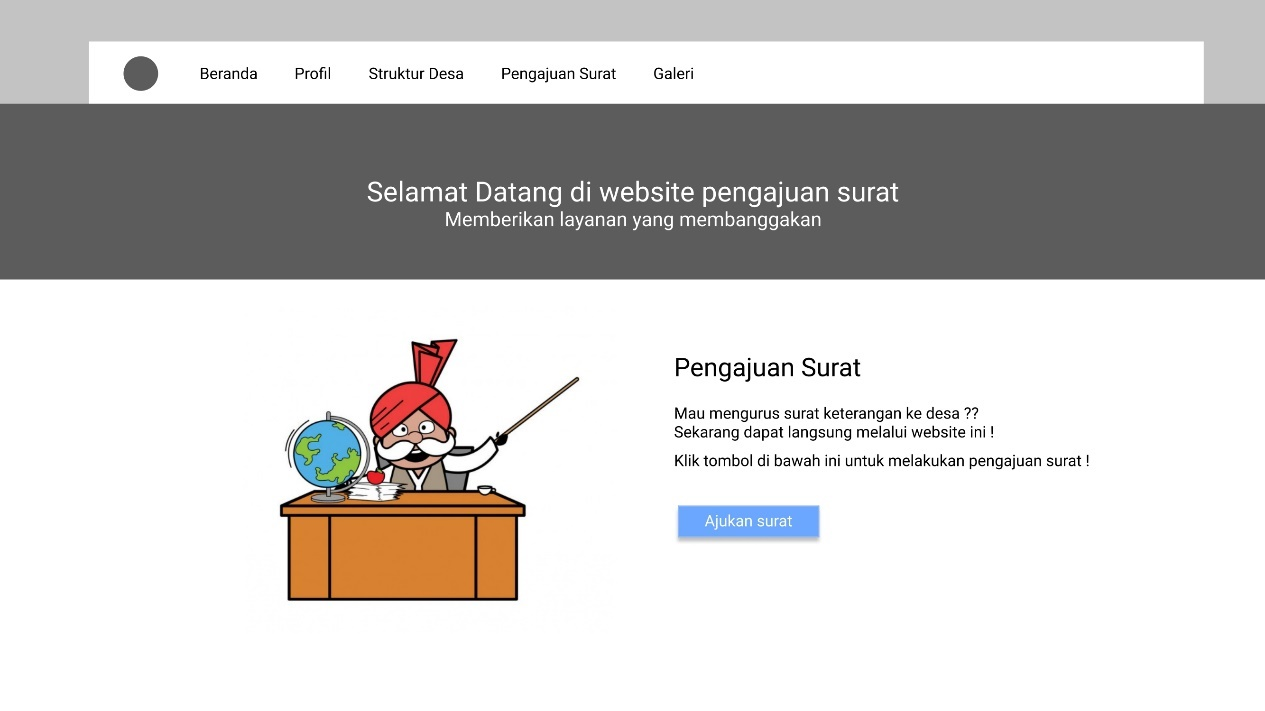 Beranda Profil Struktur Desa Pengajuan Surat Galeri
Selamat Datang di website pengajuan surat
Memberikan layanan yang membanggakan
Pengajuan Surat
Mau mengurus surat keterangan ke desa ??
Sekarang dapat langsung melalui website ini !
Klik tombol di bawah ini untuk melakukan pengajuan surat !
Ajukan surat